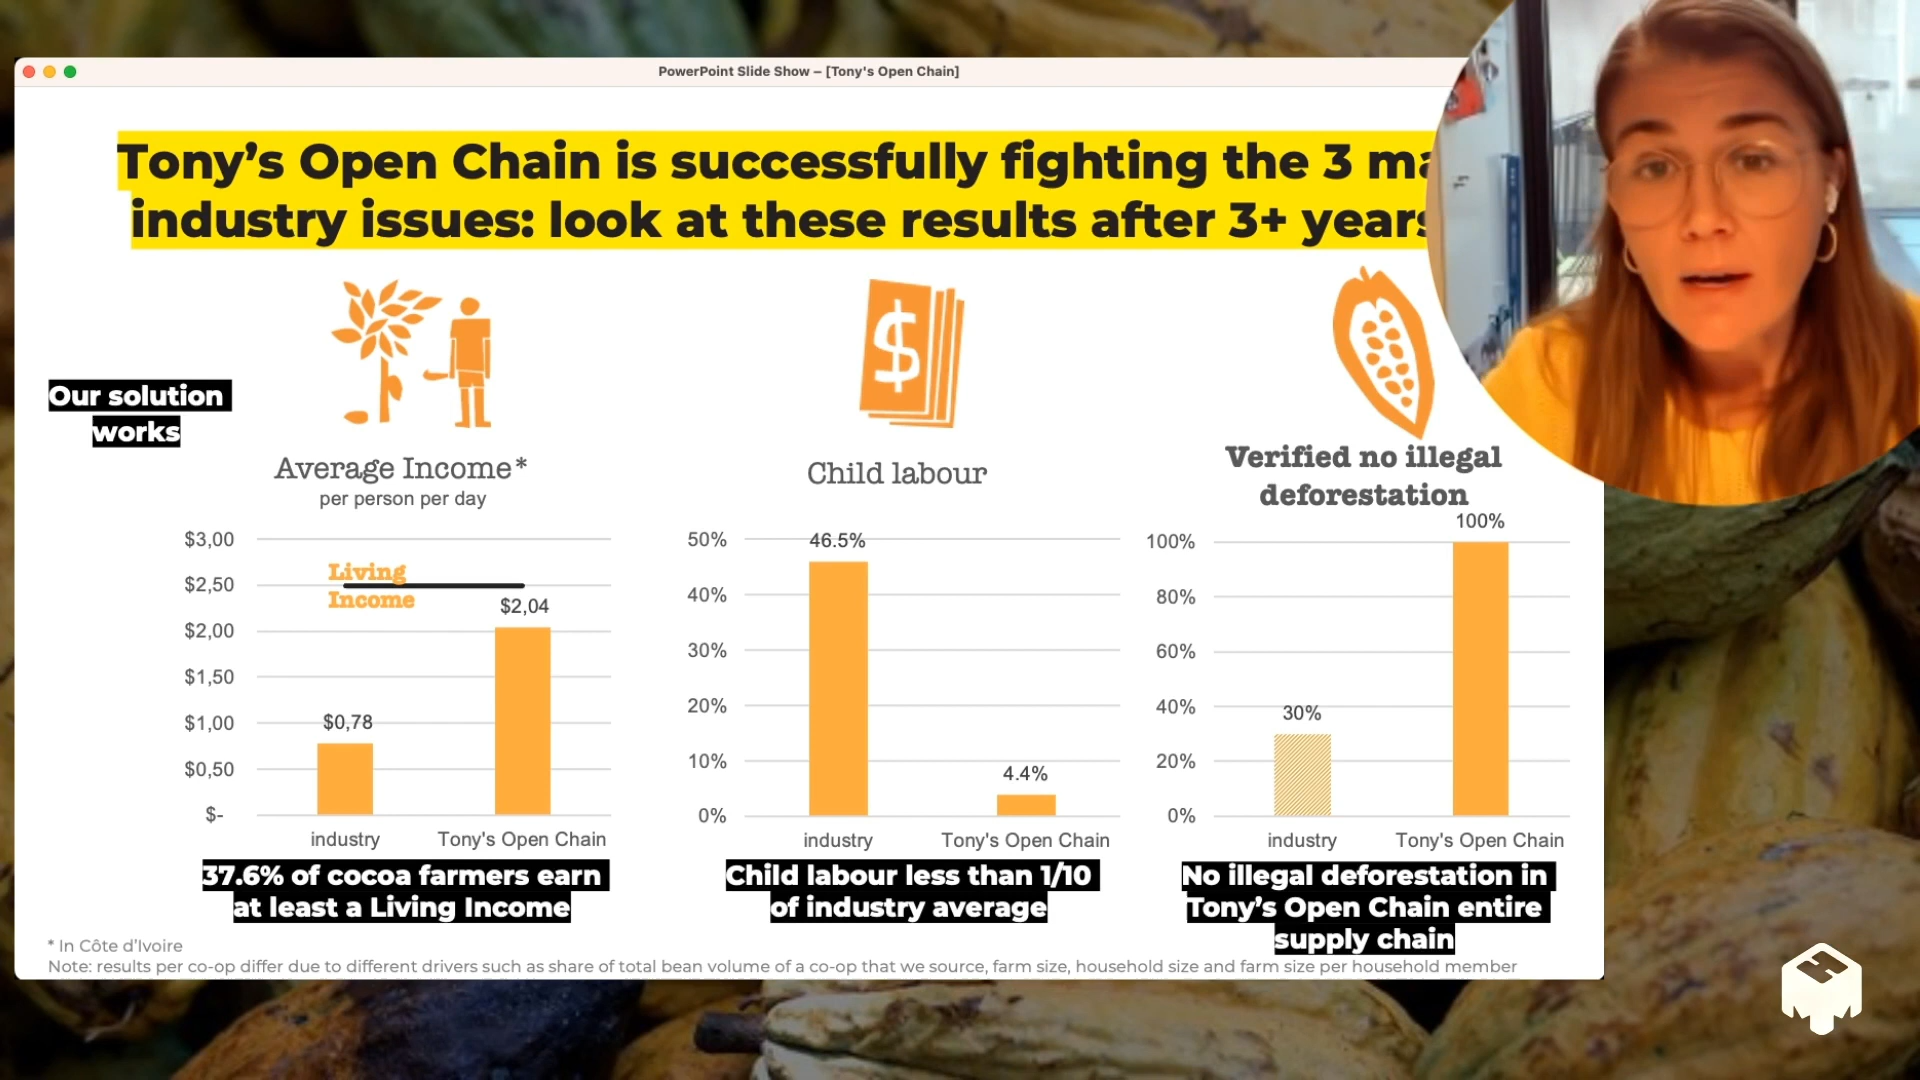 PowerPoint Slide Show – [Tony's Open Chain]
Tony's Open Chain is successfully fighting the 3
industry issues: look at these results after 3+ years
Our solution
works
Average Income*
per person per day
$3,00
$2,50
$2,00
$1,50
$1,00
$0,50
$-
Living
Income
$0,78
$2,04
industry
Tony's Open Chain
37.6% of cocoa farmers earn
at least a Living Income
$
Child labour
50%
40%
30%
20%
10%
0%
46.5%
4.4%
industry
Tony's Open Chain
Child labour less than 1/10
of industry average
Verified no illegal
deforestation
100%
80%
60%
40%
20%
0%
30%
100%
industry
Tony's Open Chain
No illegal deforestation in
Tony's Open Chain entire
supply chain
* In Côte d'Ivoire
Note: results per co-op differ due to different drivers such as share of total bean volume of a co-op that we source, farm size, household size and farm size per household member